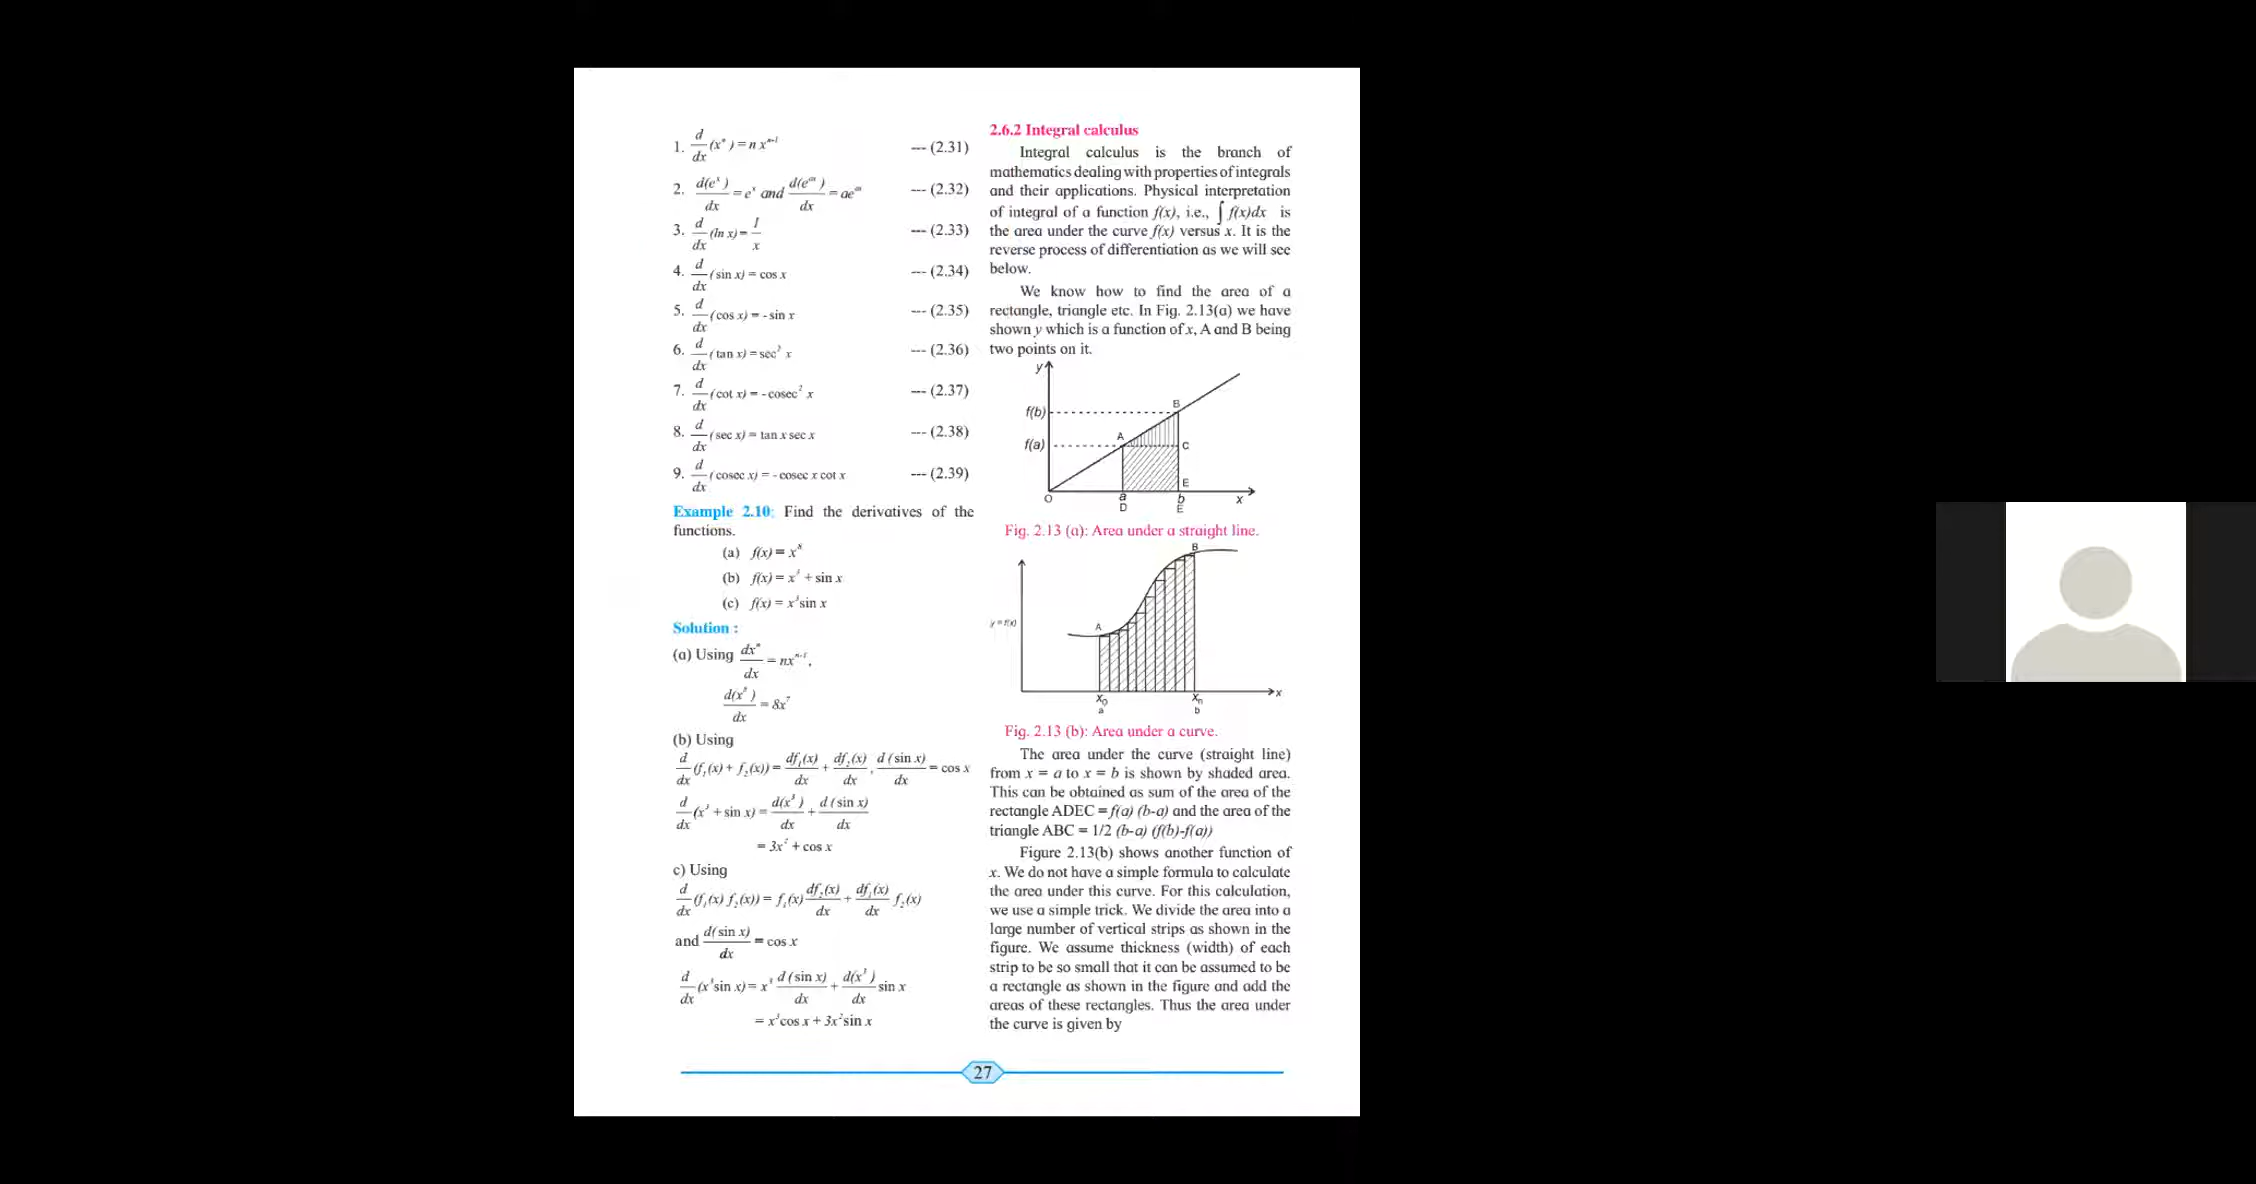 1. d/dx (xⁿ) = n xⁿ⁻¹ --- (2.31)
2. d(eˣ)/dx = eˣ and d(eᵃˣ)/dx = aeᵃˣ --- (2.32)
3. d/dx (ln x) = 1/x --- (2.33)
4. d/dx (sin x) = cos x --- (2.34)
5. d/dx (cos x) = - sin x --- (2.35)
6. d/dx (tan x) = sec² x --- (2.36)
7. d/dx (cot x) = - cosec² x --- (2.37)
8. d/dx (sec x) = tan x sec x --- (2.38)
9. d/dx (cosec x) = - cosec x cot x --- (2.39)
Example 2.10: Find the derivatives of the
functions.
(a) f(x) = x⁸
(b) f(x) = x³ + sin x
(c) f(x) = x³sin x
Solution :
(a) Using dxⁿ/dx = nxⁿ⁻¹,
d(x⁸)/dx = 8x⁷
(b) Using
d/dx (f₁(x) + f₂(x)) = df₁(x)/dx + df₂(x)/dx, d (sin x)/dx = cos x
d/dx (x³ + sin x) = d(x³)/dx + d (sin x)/dx
= 3x² + cos x
c) Using
d/dx (f₁(x) f₂(x)) = f₁(x) df₂(x)/dx + df₁(x)/dx f₂(x)
and d(sin x)/dx = cos x
d/dx (x³sin x) = x³ d (sin x)/dx + d(x³)/dx sin x
= x³cos x + 3x²sin x
2.6.2 Integral calculus
Integral calculus is the branch of
mathematics dealing with properties of integrals
and their applications. Physical interpretation
of integral of a function f(x), i.e., ∫ f(x)dx is
the area under the curve f(x) versus x. It is the
reverse process of differentiation as we will see
below.
We know how to find the area of a
rectangle, triangle etc. In Fig. 2.13(a) we have
shown y which is a function of x, A and B being
two points on it.
y
f(b) B
f(a) A C
E
O a b x
D E
Fig. 2.13 (a): Area under a straight line.
B
y = f(x) A
x₀ xₙ x
a b
Fig. 2.13 (b): Area under a curve.
The area under the curve (straight line)
from x = a to x = b is shown by shaded area.
This can be obtained as sum of the area of the
rectangle ADEC = f(a) (b-a) and the area of the
triangle ABC = 1/2 (b-a) (f(b)-f(a))
Figure 2.13(b) shows another function of
x. We do not have a simple formula to calculate
the area under this curve. For this calculation,
we use a simple trick. We divide the area into a
large number of vertical strips as shown in the
figure. We assume thickness (width) of each
strip to be so small that it can be assumed to be
a rectangle as shown in the figure and add the
areas of these rectangles. Thus the area under
the curve is given by
27